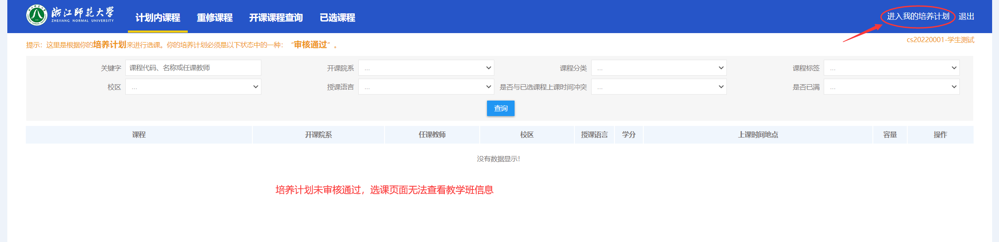 浙江师范大学
ZHEJIANG NORMAL UNIVERSITY
计划内课程 重修课程 开课课程查询 已选课程
进入我的培养计划 退出
提示：这里是根据你的培养计划来进行选课。你的培养计划必须是以下状态中的一种：“审核通过”。
cs20220001-学生测试
关键字 课程代码、名称或任课教师 开课院系 ... 课程分类 ... 课程标签 ...
校区 ... 授课语言 ... 是否与已选课程上课时间冲突 ... 是否已满 ...
查询
课程 开课院系 任课教师 校区 授课语言 学分 上课时间地点 容量 操作
没有数据显示！
培养计划未审核通过，选课页面无法查看教学班信息